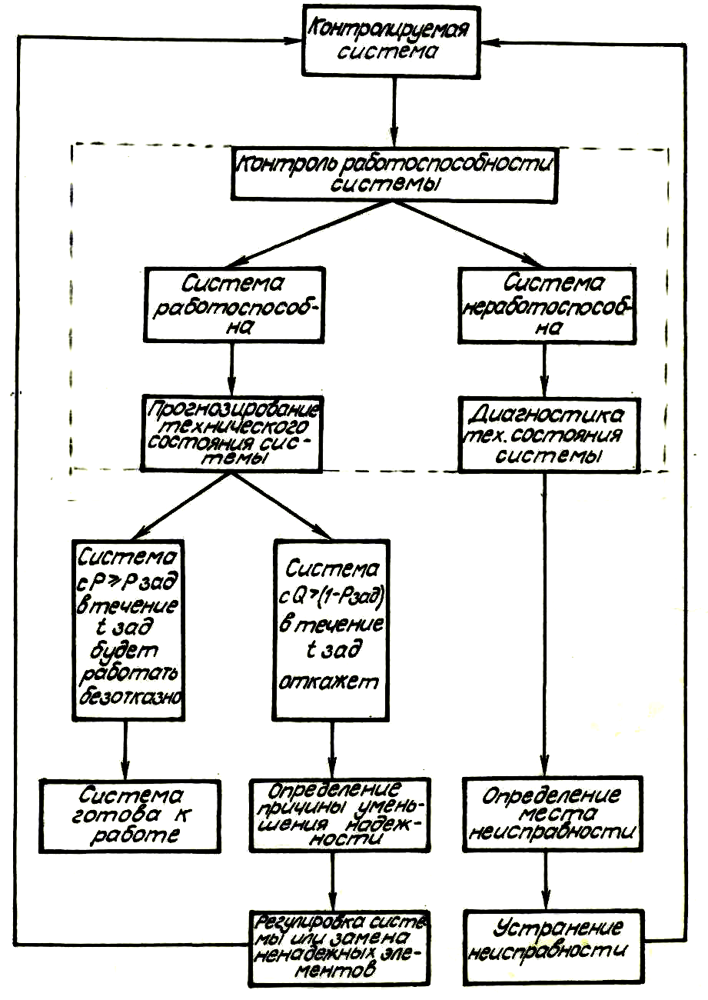 Контролируемая
система
Контроль работоспособности
системы
Система
работоспособ-
на
Система
неработоспособ-
на
Прогнозирование
технического
состояния сис-
темы
Диагностика
тех. состояния
системы
Система
с P ≥ P зад
в течение
t зад
будет
работать
безотказно
Система
с Q > (1-Pзад)
в течение
t зад
откажет
Система
готова к
работе
Определение
причины умень-
шения надеж-
ности
Определение
места
неисправности
Регулировка систе-
мы или замена
ненадежных эле-
ментов
Устранение
неисправности